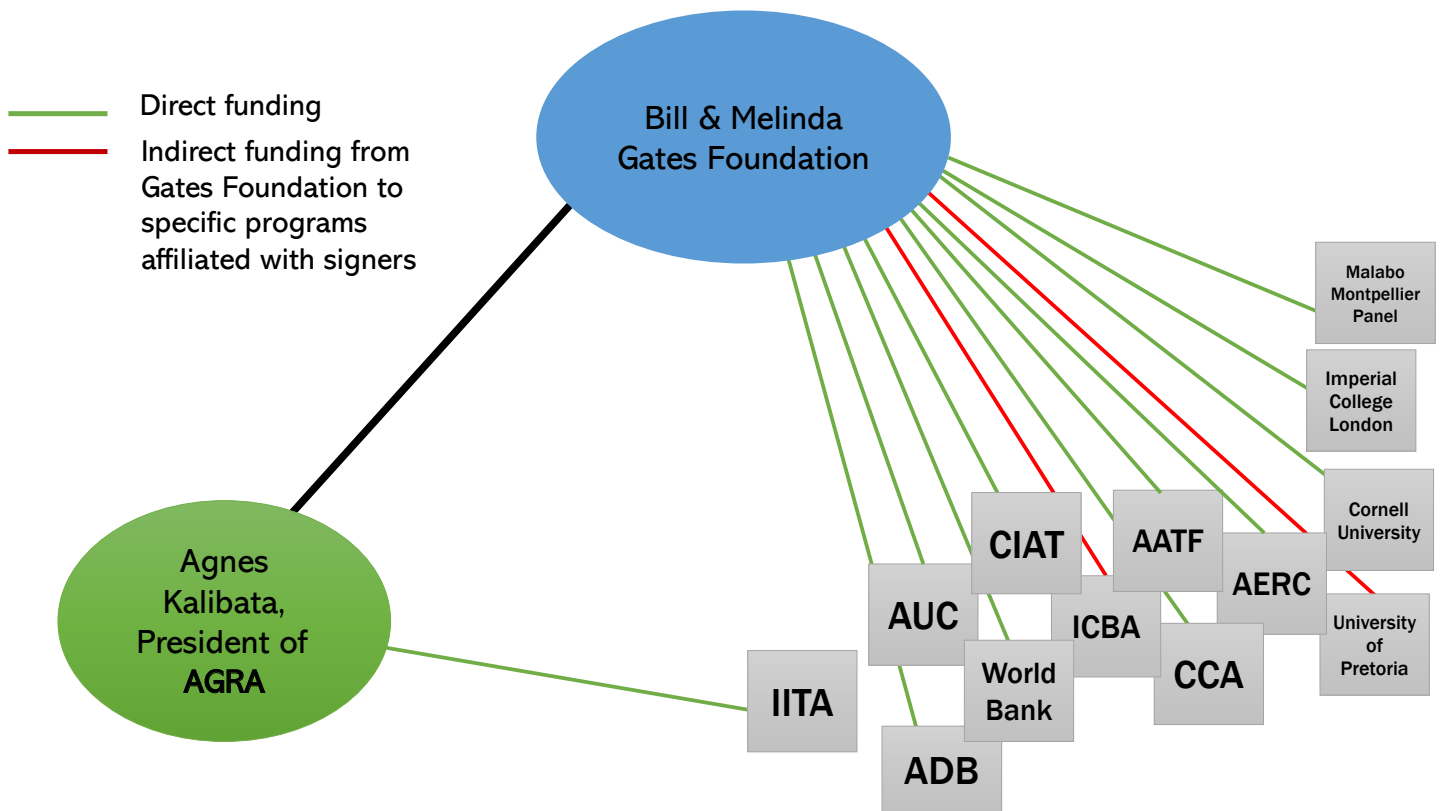 Direct funding
Indirect funding from
Gates Foundation to
specific programs
affiliated with signers
Bill & Melinda
Gates Foundation
Malabo
Montpellier
Panel
Imperial
College
London
Cornell
University
University
of
Pretoria
CIAT
AATF
AERC
AUC
ICBA
CCA
World
Bank
IITA
ADB
Agnes
Kalibata,
President of
AGRA